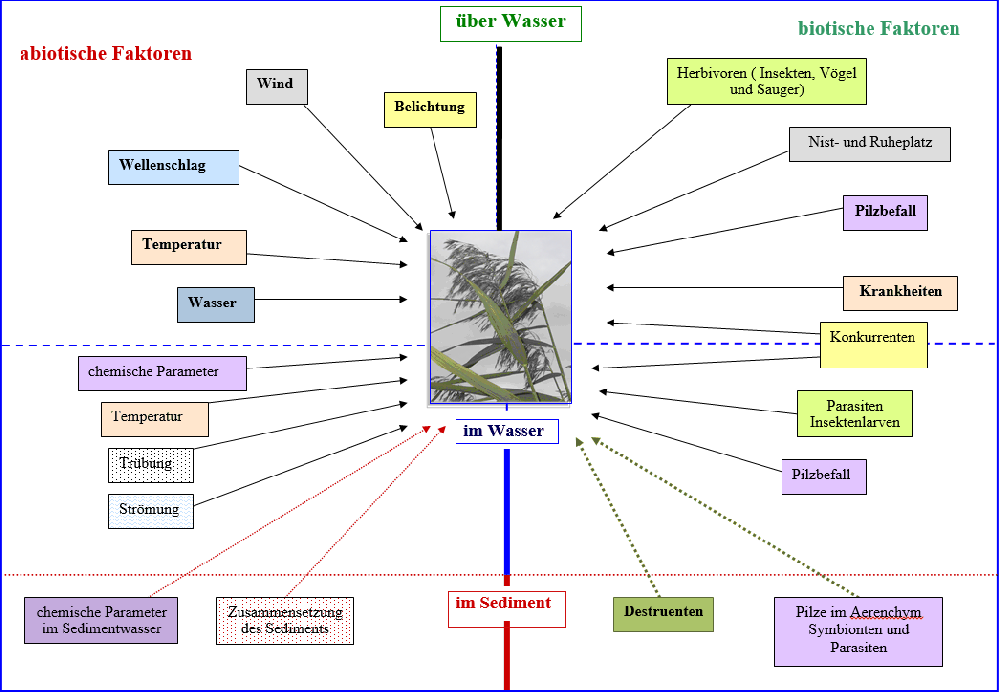 über Wasser
biotische Faktoren
abiotische Faktoren
Wind
Belichtung
Herbivoren ( Insekten, Vögel
und Sauger)
Nist- und Ruheplatz
Wellenschlag
Pilzbefall
Temperatur
Wasser
Krankheiten
Konkurrenten
chemische Parameter
Temperatur
Parasiten
Insektenlarven
im Wasser
Trübung
Pilzbefall
Strömung
chemische Parameter
im Sedimentwasser
Zusammensetzung
des Sediments
im Sediment
Destruenten
Pilze im Aerenchym
Symbionten und
Parasiten